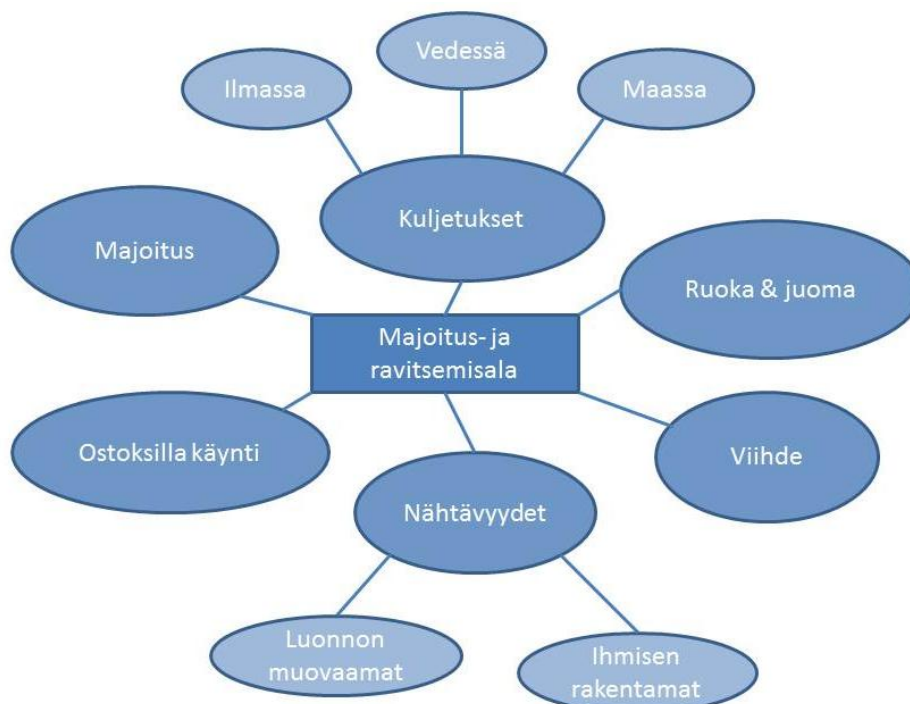 Vedessä
Ilmassa
Maassa
Kuljetukset
Majoitus
Ruoka & juoma
Majoitus- ja
ravitsemisala
Ostoksilla käynti
Viihde
Nähtävyydet
Luonnon
muovaamat
Ihmisen
rakentamat